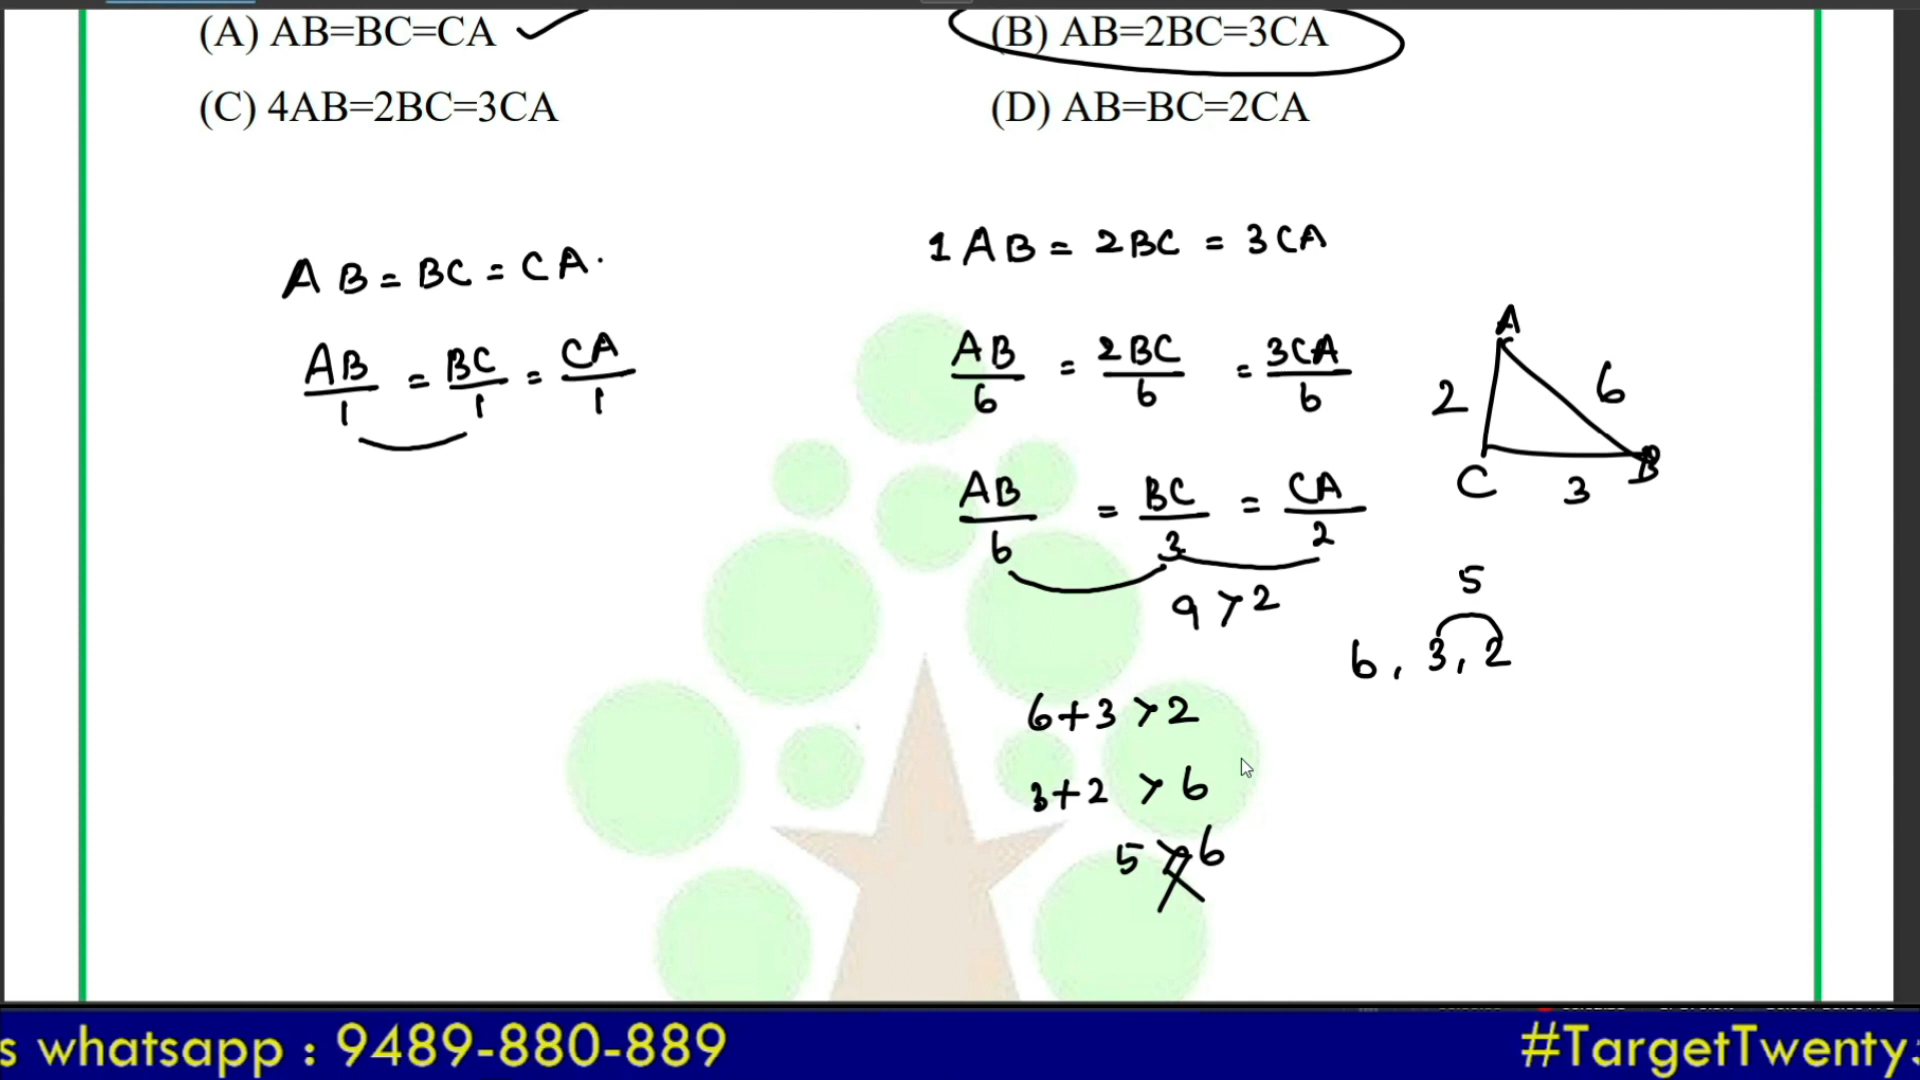 (A) AB=BC=CA
(B) AB=2BC=3CA
(C) 4AB=2BC=3CA
(D) AB=BC=2CA
AB = BC = CA.
AB/1 = BC/1 = CA/1
1AB = 2BC = 3CA
AB/6 = 2BC/6 = 3CA/6
AB/6 = BC/3 = CA/2
9 > 2
6+3 > 2
3+2 > 6
5 > 6
A
2
6
C
3
B
5
6, 3, 2
s whatsapp : 9489-880-889
#TargetTwenty